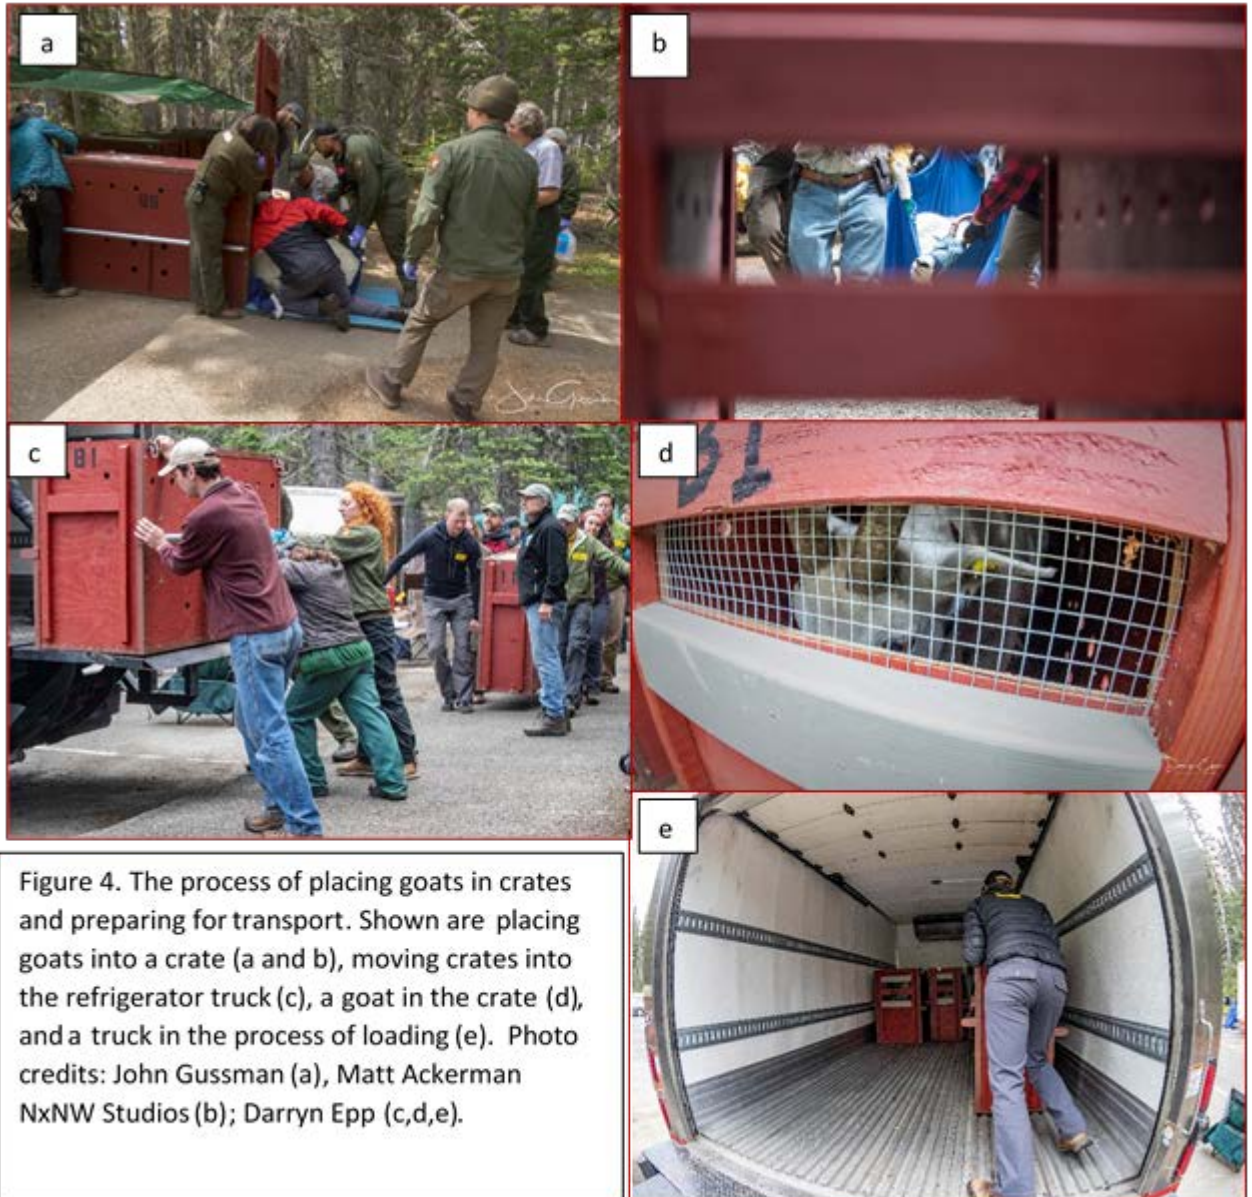 a
b
John Gussman
c
B1
d
B1
e
Figure 4. The process of placing goats in crates
and preparing for transport. Shown are placing
goats into a crate (a and b), moving crates into
the refrigerator truck (c), a goat in the crate (d),
and a truck in the process of loading (e).  Photo
credits: John Gussman (a), Matt Ackerman
NxNW Studios (b); Darryn Epp (c,d,e).